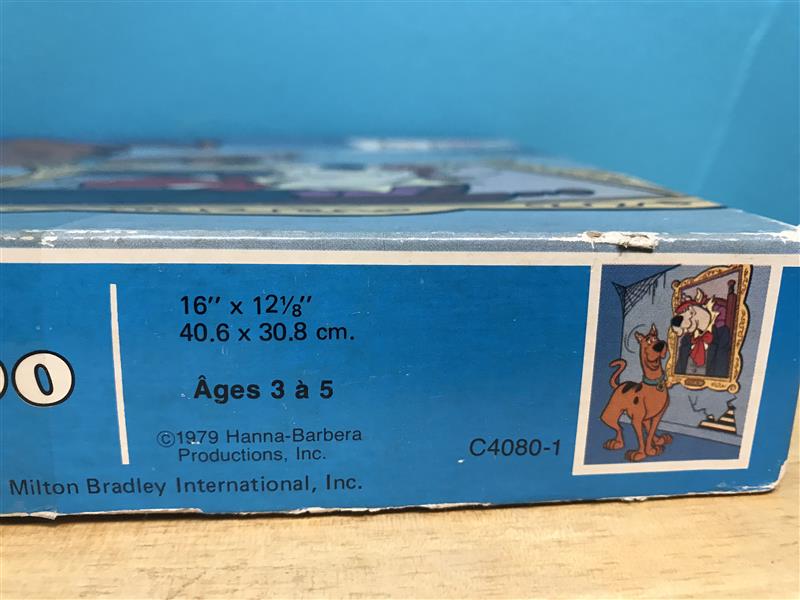 16" x 12⅛"
40.6 x 30.8 cm.
Âges 3 à 5
©1979 Hanna-Barbera
Productions, Inc.
C4080-1
Milton Bradley International, Inc.